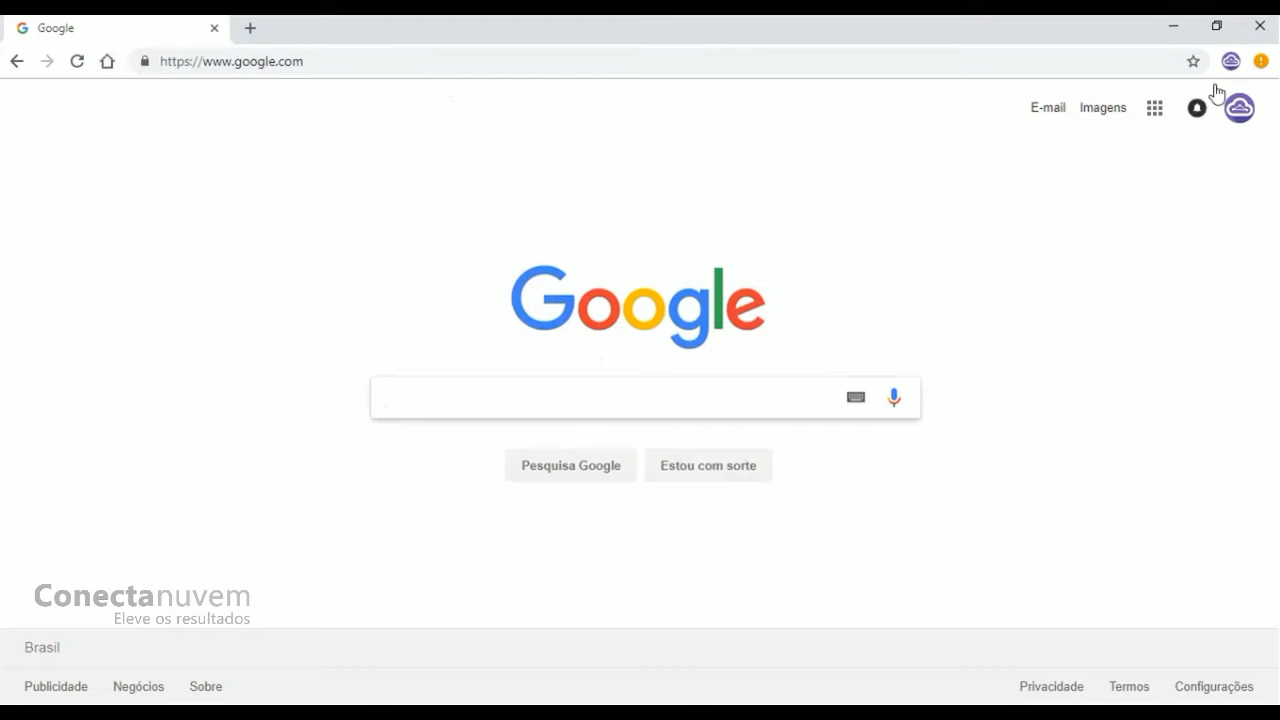 Google
https://www.google.com
E-mail Imagens
Google
Pesquisa Google Estou com sorte
Conectanuvem
Eleve os resultados
Brasil
Publicidade Negócios Sobre Privacidade Termos Configurações